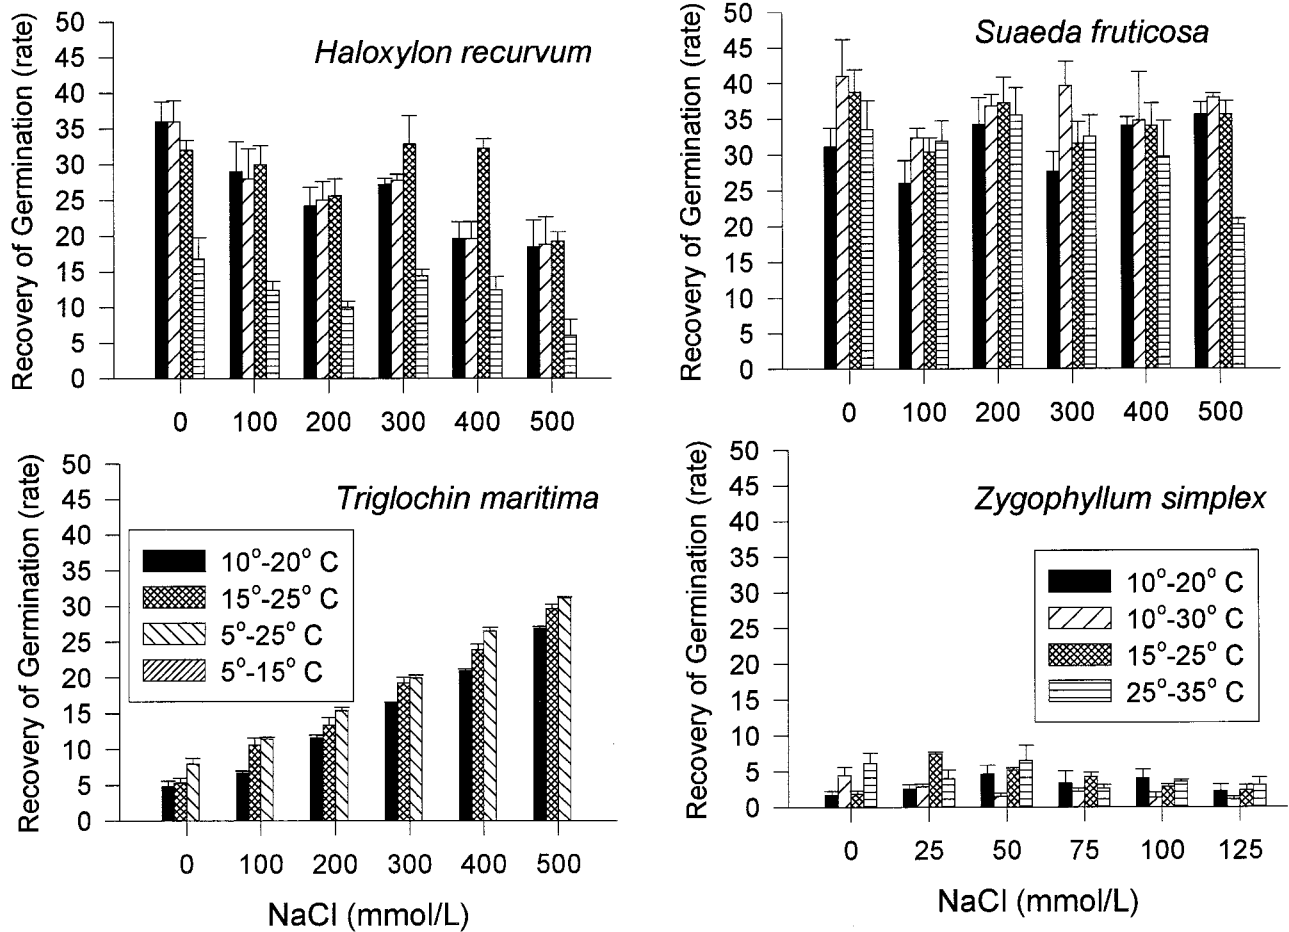 Haloxylon recurvum
Recovery of Germination (rate)
50
45
40
35
30
25
20
15
10
5
0
0 100 200 300 400 500
Suaeda fruticosa
Recovery of Germination (rate)
50
45
40
35
30
25
20
15
10
5
0
0 100 200 300 400 500
Triglochin maritima
Recovery of Germination (rate)
50
45
40
35
30
25
20
15
10
5
0
10°-20° C
15°-25° C
5°-25° C
5°-15° C
0 100 200 300 400 500
NaCl (mmol/L)
Zygophyllum simplex
Recovery of Germination (rate)
50
45
40
35
30
25
20
15
10
5
0
10°-20° C
10°-30° C
15°-25° C
25°-35° C
0 25 50 75 100 125
NaCl (mmol/L)